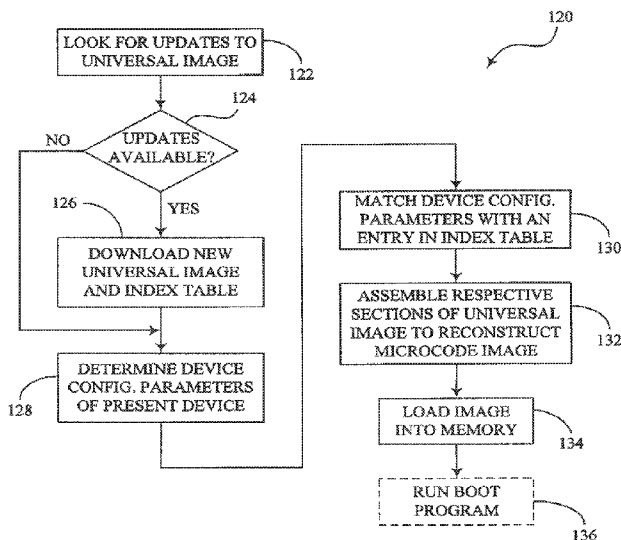 120
LOOK FOR UPDATES TO
UNIVERSAL IMAGE
122
124
NO
UPDATES
AVAILABLE?
YES
126
DOWNLOAD NEW
UNIVERSAL IMAGE
AND INDEX TABLE
DETERMINE DEVICE
CONFIG. PARAMETERS
OF PRESENT DEVICE
128
MATCH DEVICE CONFIG.
PARAMETERS WITH AN
ENTRY IN INDEX TABLE
130
ASSEMBLE RESPECTIVE
SECTIONS OF UNIVERSAL
IMAGE TO RECONSTRUCT
MICROCODE IMAGE
132
LOAD IMAGE
INTO MEMORY
134
RUN BOOT
PROGRAM
136